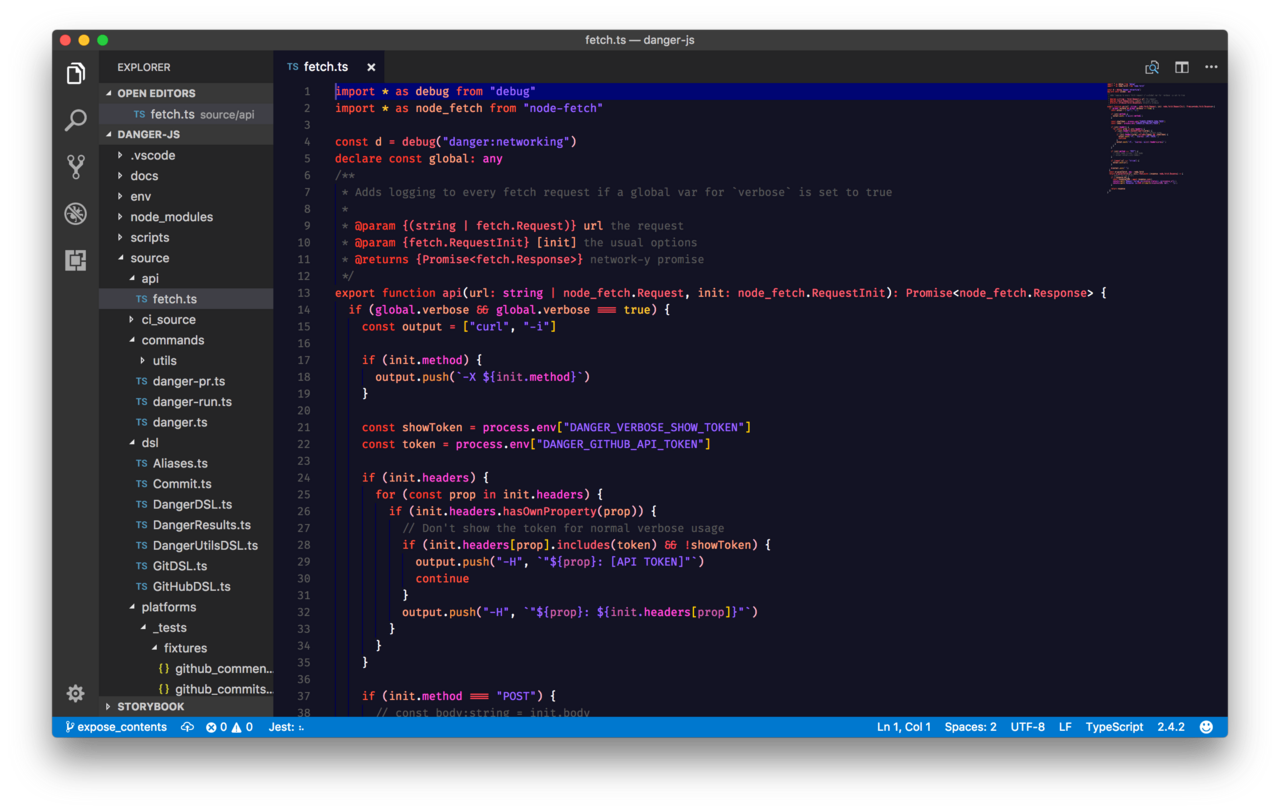 fetch.ts — danger-js
EXPLORER
OPEN EDITORS
TS fetch.ts source/api
DANGER-JS
.vscode
docs
env
node_modules
scripts
source
api
TS fetch.ts
ci_source
commands
utils
TS danger-pr.ts
TS danger-run.ts
TS danger.ts
dsl
TS Aliases.ts
TS Commit.ts
TS DangerDSL.ts
TS DangerResults.ts
TS DangerUtilsDSL.ts
TS GitDSL.ts
TS GitHubDSL.ts
platforms
_tests
fixtures
{} github_commen...
{} github_commits...
STORYBOOK
TS fetch.ts ×
1 import * as debug from "debug"
2 import * as node_fetch from "node-fetch"
3
4 const d = debug("danger:networking")
5 declare const global: any
6 /**
7 * Adds logging to every fetch request if a global var for `verbose` is set to true
8 *
9 * @param {(string | fetch.Request)} url the request
10 * @param {fetch.RequestInit} [init] the usual options
11 * @returns {Promise<fetch.Response>} network-y promise
12 */
13 export function api(url: string | node_fetch.Request, init: node_fetch.RequestInit): Promise<node_fetch.Response> {
14 if (global.verbose && global.verbose === true) {
15 const output = ["curl", "-i"]
16
17 if (init.method) {
18 output.push(`-X ${init.method}`)
19 }
20
21 const showToken = process.env["DANGER_VERBOSE_SHOW_TOKEN"]
22 const token = process.env["DANGER_GITHUB_API_TOKEN"]
23
24 if (init.headers) {
25 for (const prop in init.headers) {
26 if (init.headers.hasOwnProperty(prop)) {
27 // Don't show the token for normal verbose usage
28 if (init.headers[prop].includes(token) && !showToken) {
29 output.push("-H", `"${prop}: [API TOKEN]"`)
30 continue
31 }
32 output.push("-H", `"${prop}: ${init.headers[prop]}"`)
33 }
34 }
35 }
36
37 if (init.method === "POST") {
38 // const body:string = init.body
expose_contents 0 0 Jest: :.
Ln 1, Col 1 Spaces: 2 UTF-8 LF TypeScript 2.4.2